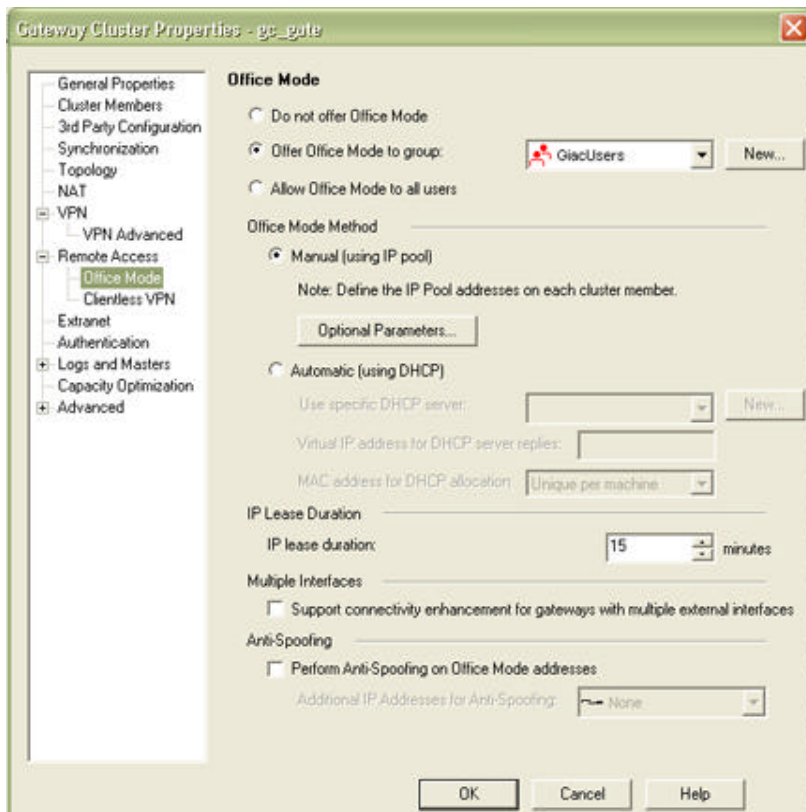 Gateway Cluster Properties - gc_gate
General Properties
Cluster Members
3rd Party Configuration
Synchronization
Topology
NAT
VPN
VPN Advanced
Remote Access
Office Mode
Clientless VPN
Extranet
Authentication
Logs and Masters
Capacity Optimization
Advanced
Office Mode
Do not offer Office Mode
Offer Office Mode to group: GiacUsers New...
Allow Office Mode to all users
Office Mode Method
Manual (using IP pool)
Note: Define the IP Pool addresses on each cluster member.
Optional Parameters...
Automatic (using DHCP)
Use specific DHCP server: New...
Virtual IP address for DHCP server replies:
MAC address for DHCP allocation: Unique per machine
IP Lease Duration
IP lease duration: 15 minutes
Multiple Interfaces
Support connectivity enhancement for gateways with multiple external interfaces
Anti-Spoofing
Perform Anti-Spoofing on Office Mode addresses
Additional IP Addresses for Anti-Spoofing: None
OK Cancel Help